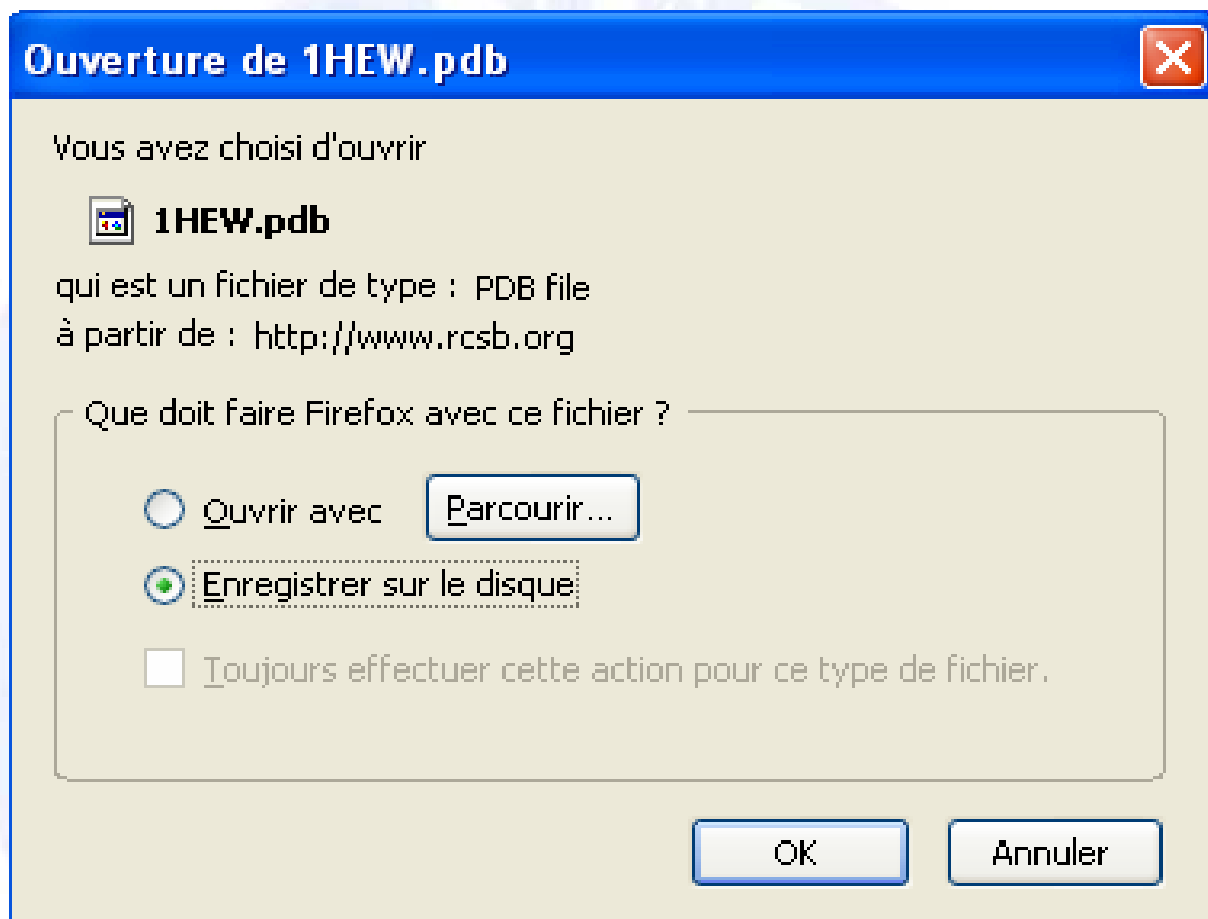 Ouverture de 1HEW.pdb
Vous avez choisi d'ouvrir
1HEW.pdb
qui est un fichier de type : PDB file
à partir de : http://www.rcsb.org
Que doit faire Firefox avec ce fichier ?
Ouvrir avec Parcourir...
Enregistrer sur le disque
Toujours effectuer cette action pour ce type de fichier.
OK Annuler